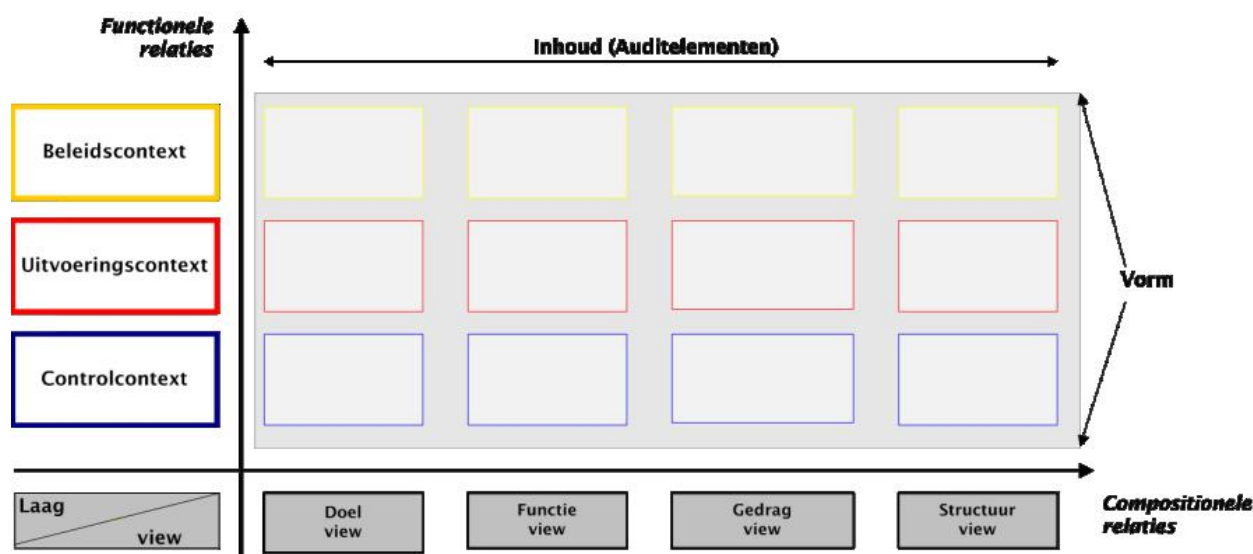 Functionele
relaties
Inhoud (Auditelementen)
Beleidscontext
Uitvoeringscontext
Vorm
Controlcontext
Laag
view
Doel
view
Functie
view
Gedrag
view
Structuur
view
Compositionele
relaties